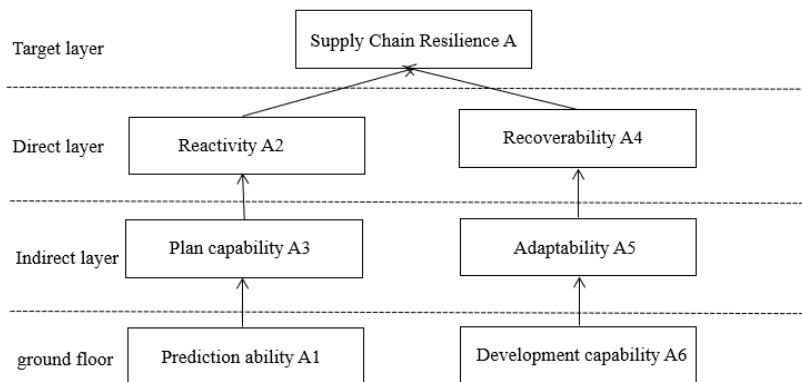 Supply Chain Resilience A
Target layer
Direct layer
Reactivity A2
Recoverability A4
Indirect layer
Plan capability A3
Adaptability A5
ground floor
Prediction ability A1
Development capability A6